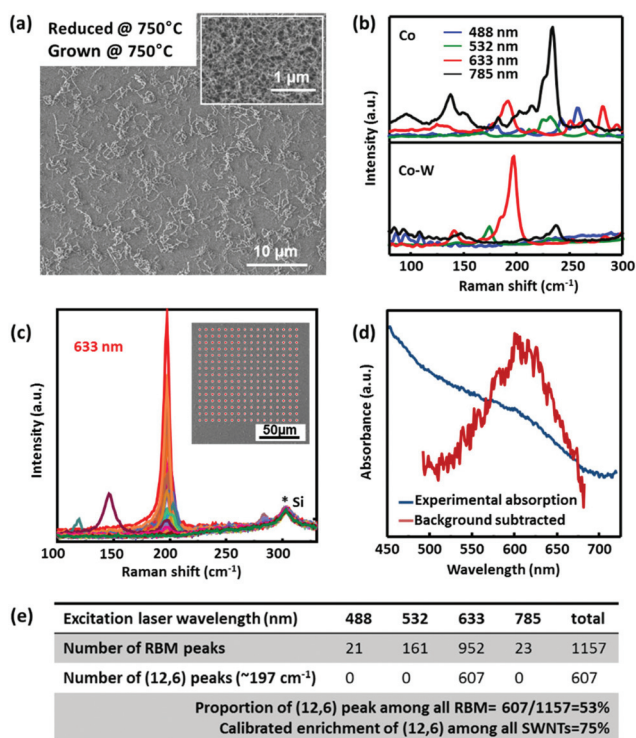 (a)
Reduced @ 750°C
Grown @ 750°C
1 µm
10 µm
(b)
Co
488 nm
532 nm
633 nm
785 nm
Co-W
Intensity (a.u.)
100 150 200 250 300
Raman shift (cm-1)
(c)
633 nm
50µm
* Si
Intensity (a.u.)
100 150 200 250 300
Raman shift (cm-1)
(d)
Absorbance (a.u.)
Experimental absorption
Background subtracted
450 500 550 600 650 700
Wavelength (nm)
(e)
Excitation laser wavelength (nm) 488 532 633 785 total
Number of RBM peaks 21 161 952 23 1157
Number of (12,6) peaks (~197 cm-1) 0 0 607 0 607
Proportion of (12,6) peak among all RBM= 607/1157=53%
Calibrated enrichment of (12,6) among all SWNTs=75%